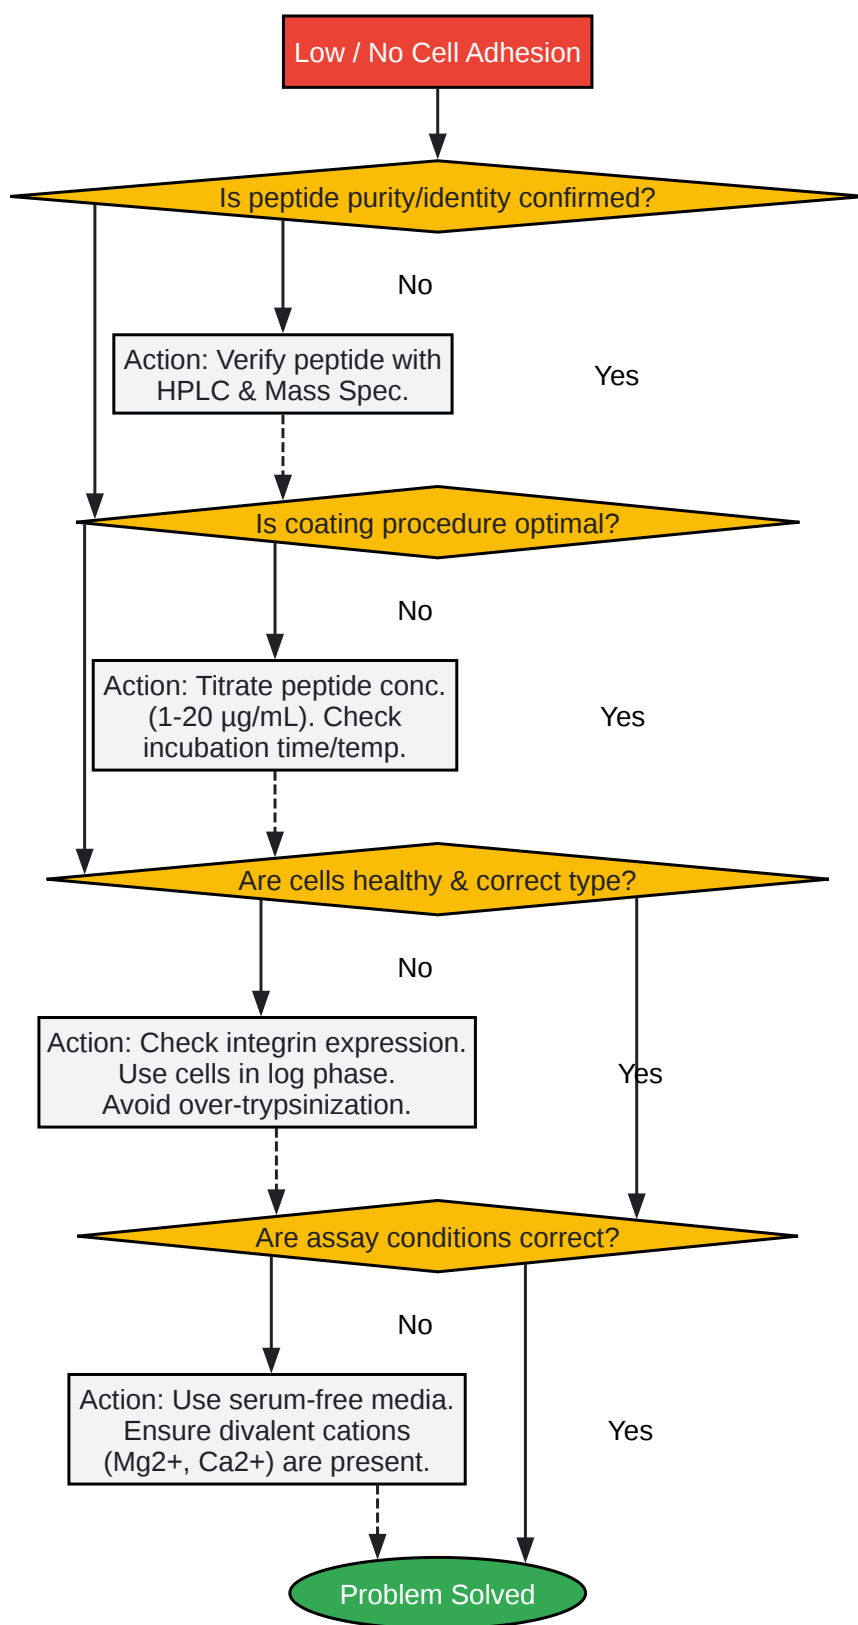 Low / No Cell Adhesion
Is peptide purity/identity confirmed?
No
Action: Verify peptide with
HPLC & Mass Spec.
Yes
Is coating procedure optimal?
No
Action: Titrate peptide conc.
(1-20 µg/mL). Check
incubation time/temp.
Yes
Are cells healthy & correct type?
No
Action: Check integrin expression.
Use cells in log phase.
Avoid over-trypsinization.
Yes
Are assay conditions correct?
No
Action: Use serum-free media.
Ensure divalent cations
(Mg2+, Ca2+) are present.
Yes
Problem Solved